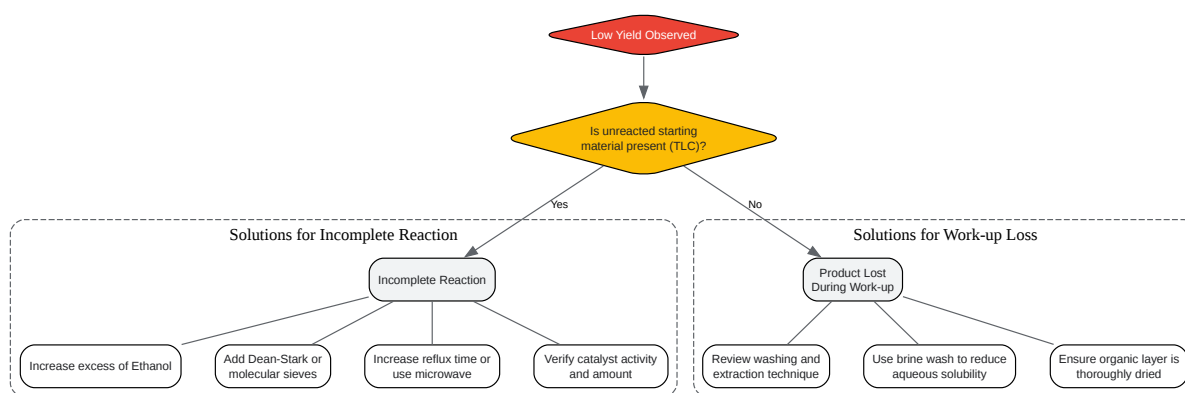 Low Yield Observed
Is unreacted starting
material present (TLC)?
Yes
No
Solutions for Incomplete Reaction
Solutions for Work-up Loss
Incomplete Reaction
Product Lost
During Work-up
Increase excess of Ethanol
Add Dean-Stark or
molecular sieves
Increase reflux time or
use microwave
Verify catalyst activity
and amount
Review washing and
extraction technique
Use brine wash to reduce
aqueous solubility
Ensure organic layer is
thoroughly dried